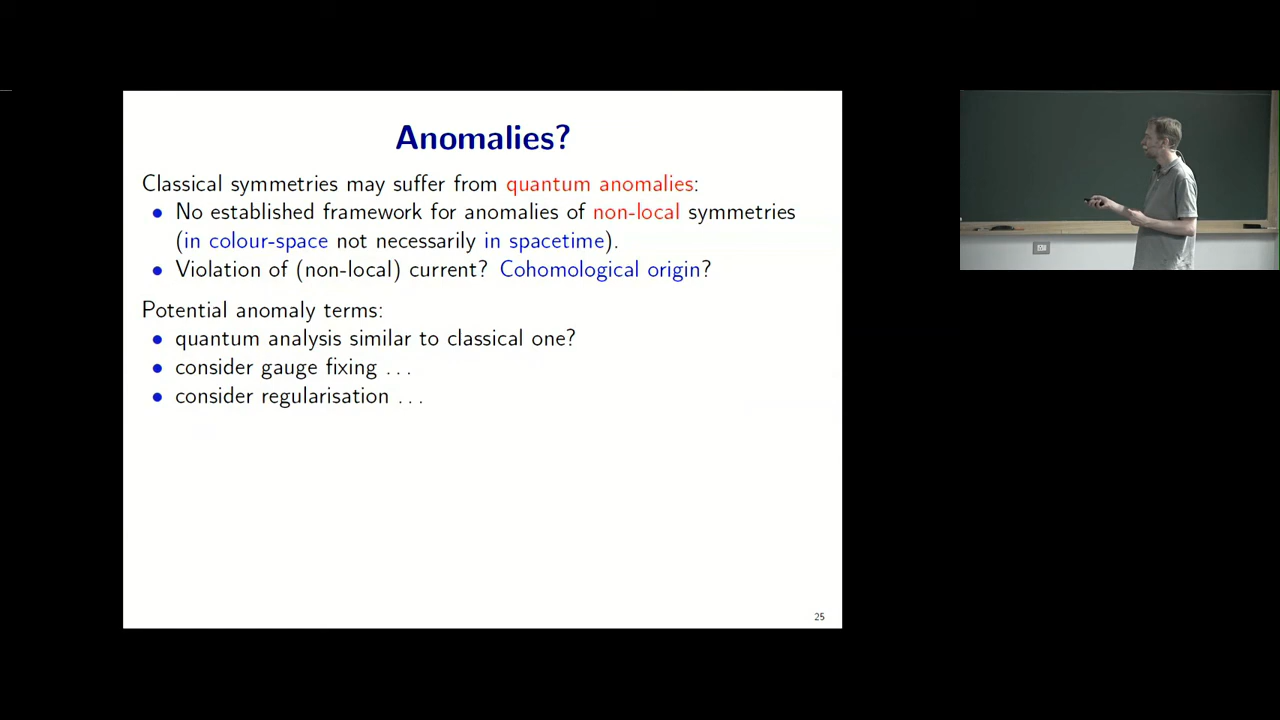 Anomalies?
Classical symmetries may suffer from quantum anomalies:
• No established framework for anomalies of non-local symmetries
(in colour-space not necessarily in spacetime).
• Violation of (non-local) current? Cohomological origin?
Potential anomaly terms:
• quantum analysis similar to classical one?
• consider gauge fixing . . .
• consider regularisation . . .
25